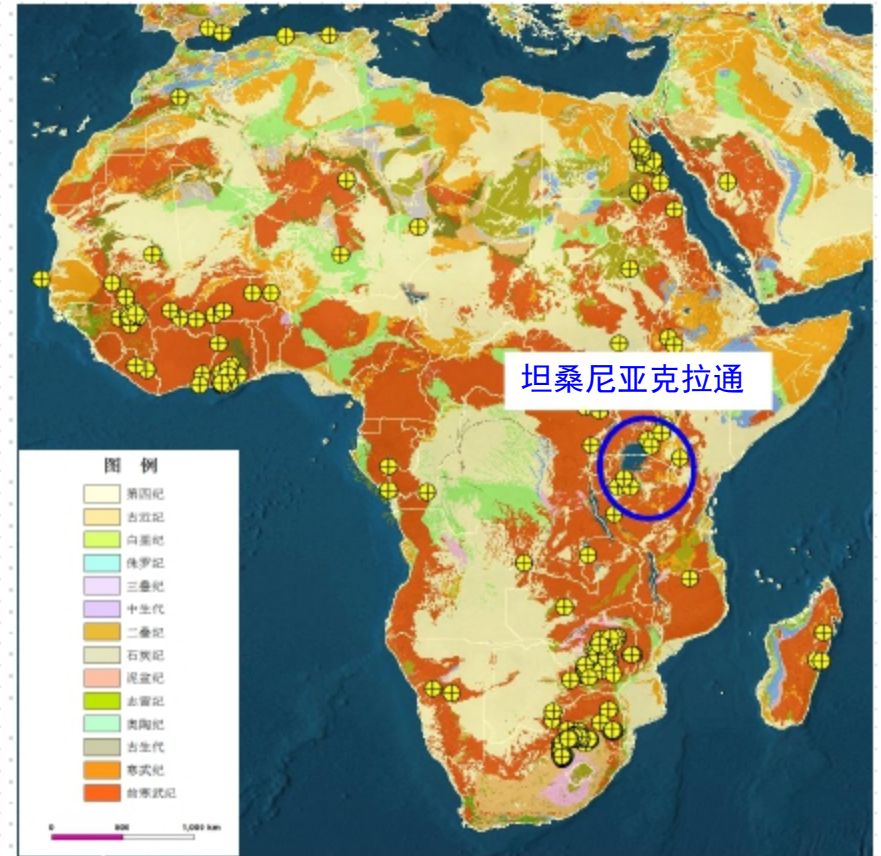 坦桑尼亚克拉通
图 例
第四纪
古近纪
白垩纪
侏罗纪
三叠纪
中生代
二叠纪
石炭纪
泥盆纪
志留纪
奥陶纪
古生代
寒武纪
前寒武纪
0 500 1,000 km